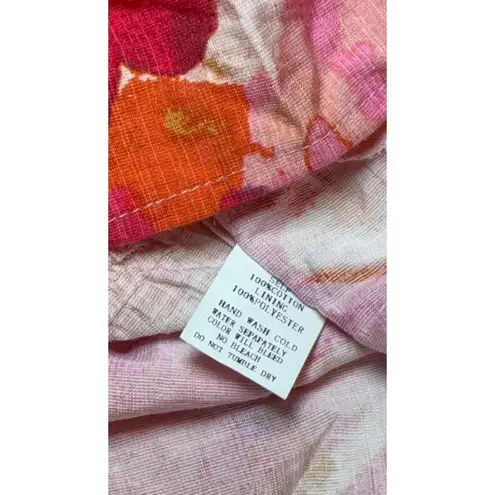 SELF
100%COTTON
LINING
100%POLYESTER
HAND WASH COLD
WATER SEPAPATELY
COLOR WILL BLEED
NO BLEACH
DO NOT TUMBLE DRY